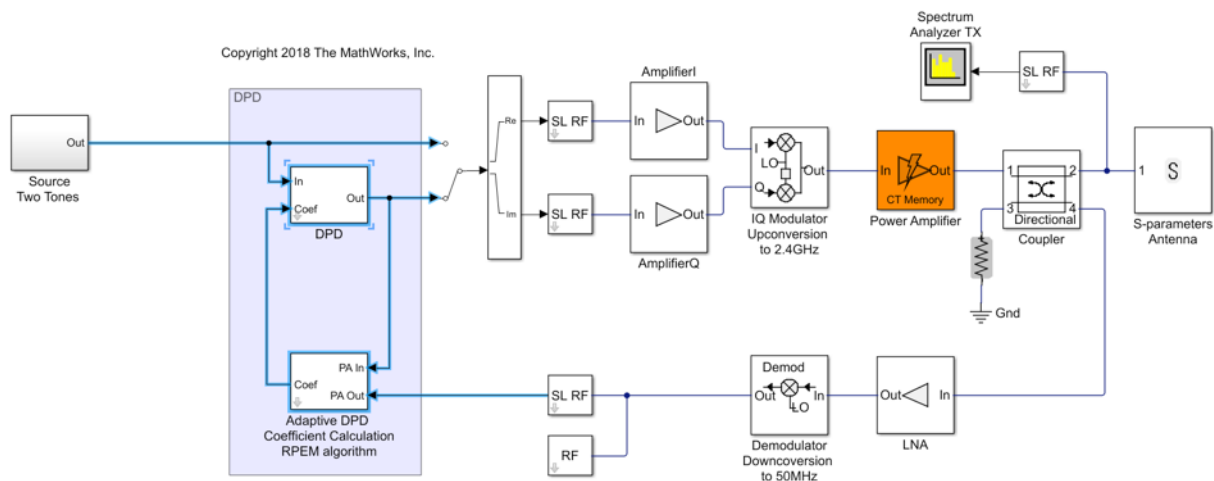 Copyright 2018 The MathWorks, Inc.
Spectrum
Analyzer TX
SL RF
DPD
Out
Source
Two Tones
In
Coef
Out
DPD
Re
Im
SL RF
AmplifierI
In
Out
SL RF
In
Out
AmplifierQ
I
LO
Q
Out
IQ Modulator
Upconversion
to 2.4GHz
In
Out
CT Memory
Power Amplifier
1
2
3
4
Directional
Coupler
Gnd
1
S
S-parameters
Antenna
PA In
Coef
PA Out
Adaptive DPD
Coefficient Calculation
RPEM algorithm
SL RF
RF
Demod
Out
In
LO
Demodulator
Downcoversion
to 50MHz
Out
In
LNA